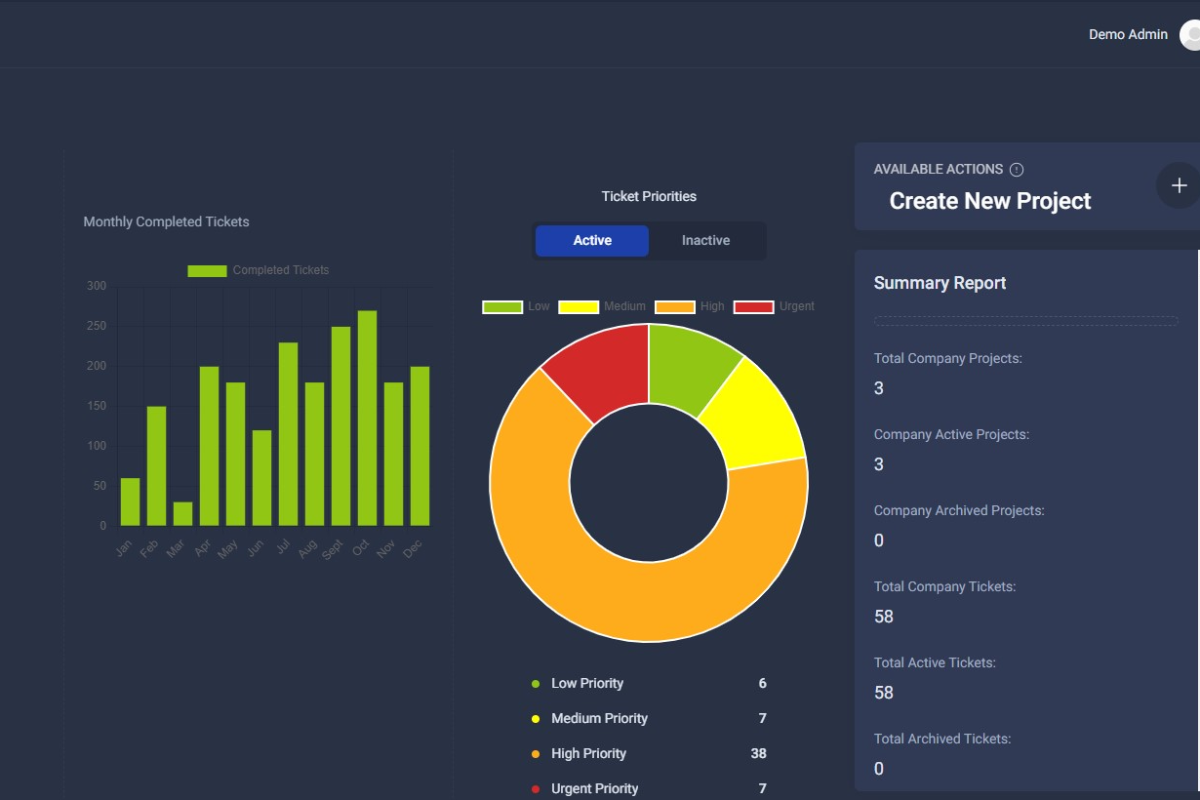 Demo Admin
Monthly Completed Tickets
Completed Tickets
300
250
200
150
100
50
0
Jan Feb Mar Apr May Jun Jul Aug Sept Oct Nov Dec
Ticket Priorities
Active Inactive
Low Medium High Urgent
Low Priority 6
Medium Priority 7
High Priority 38
Urgent Priority 7
AVAILABLE ACTIONS
Create New Project
Summary Report
Total Company Projects:
3
Company Active Projects:
3
Company Archived Projects:
0
Total Company Tickets:
58
Total Active Tickets:
58
Total Archived Tickets:
0